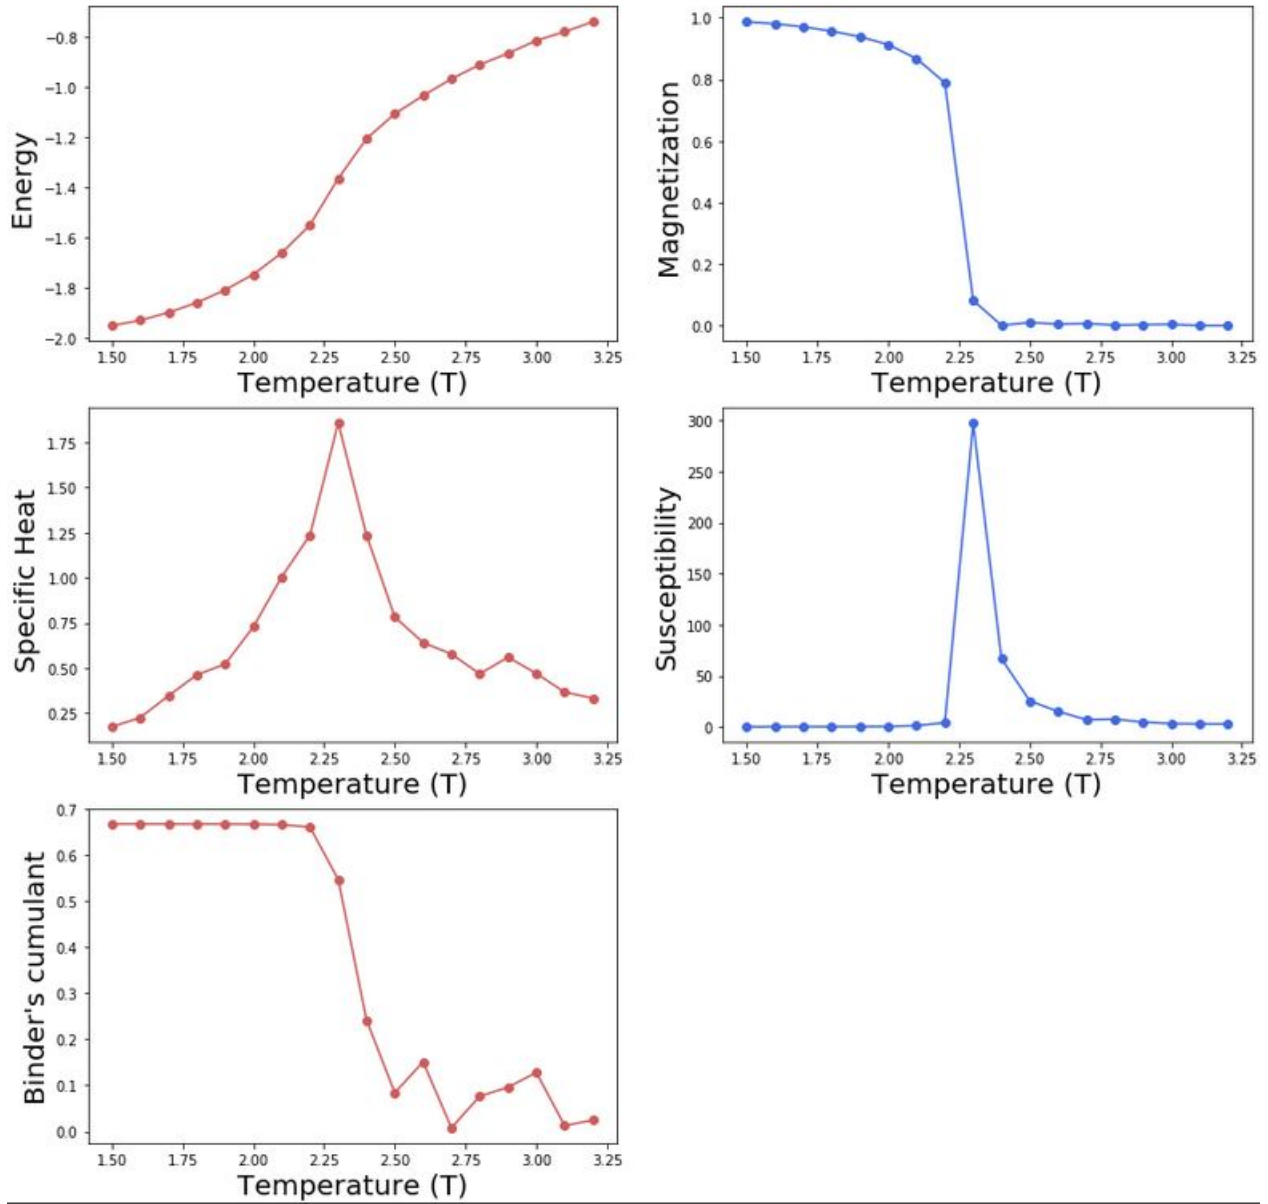 Energy
−0.8
−1.0
−1.2
−1.4
−1.6
−1.8
−2.0
1.50 1.75 2.00 2.25 2.50 2.75 3.00 3.25
Temperature (T)
Magnetization
1.0
0.8
0.6
0.4
0.2
0.0
1.50 1.75 2.00 2.25 2.50 2.75 3.00 3.25
Temperature (T)
Specific Heat
1.75
1.50
1.25
1.00
0.75
0.50
0.25
1.50 1.75 2.00 2.25 2.50 2.75 3.00 3.25
Temperature (T)
Susceptibility
300
250
200
150
100
50
0
1.50 1.75 2.00 2.25 2.50 2.75 3.00 3.25
Temperature (T)
Binder's cumulant
0.7
0.6
0.5
0.4
0.3
0.2
0.1
0.0
1.50 1.75 2.00 2.25 2.50 2.75 3.00 3.25
Temperature (T)